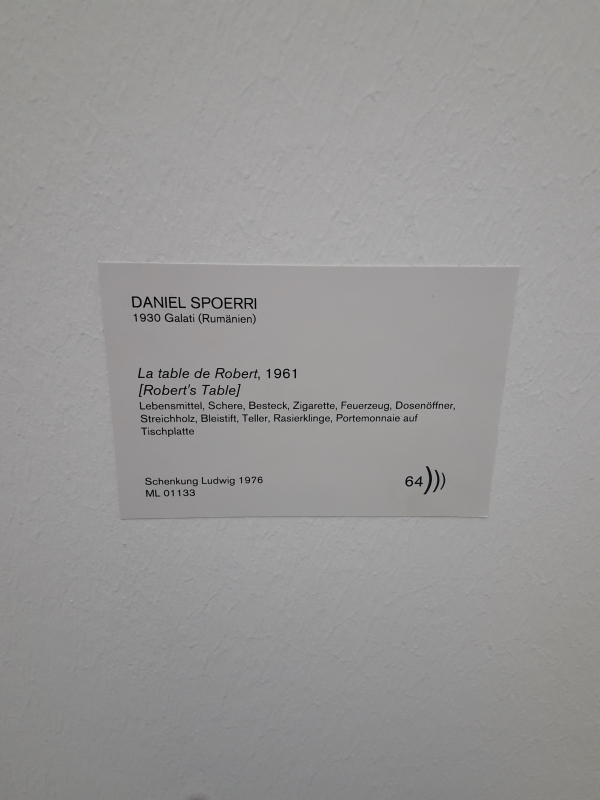 DANIEL SPOERRI
1930 Galati (Rumänien)
La table de Robert, 1961
[Robert's Table]
Lebensmittel, Schere, Besteck, Zigarette, Feuerzeug, Dosenöffner,
Streichholz, Bleistift, Teller, Rasierklinge, Portemonnaie auf
Tischplatte
Schenkung Ludwig 1976
ML 01133
64)))